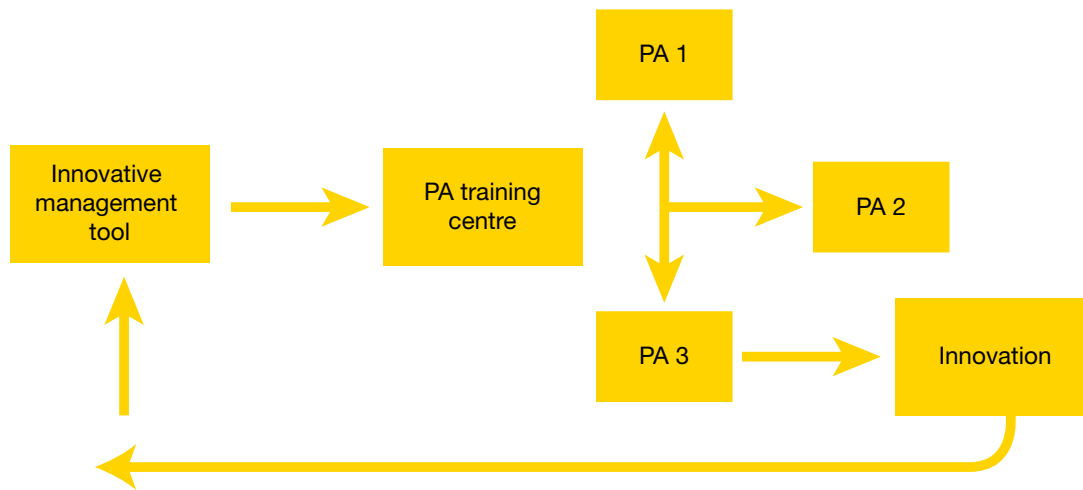 PA 1
Innovative
management
tool
PA training
centre
PA 2
PA 3
Innovation